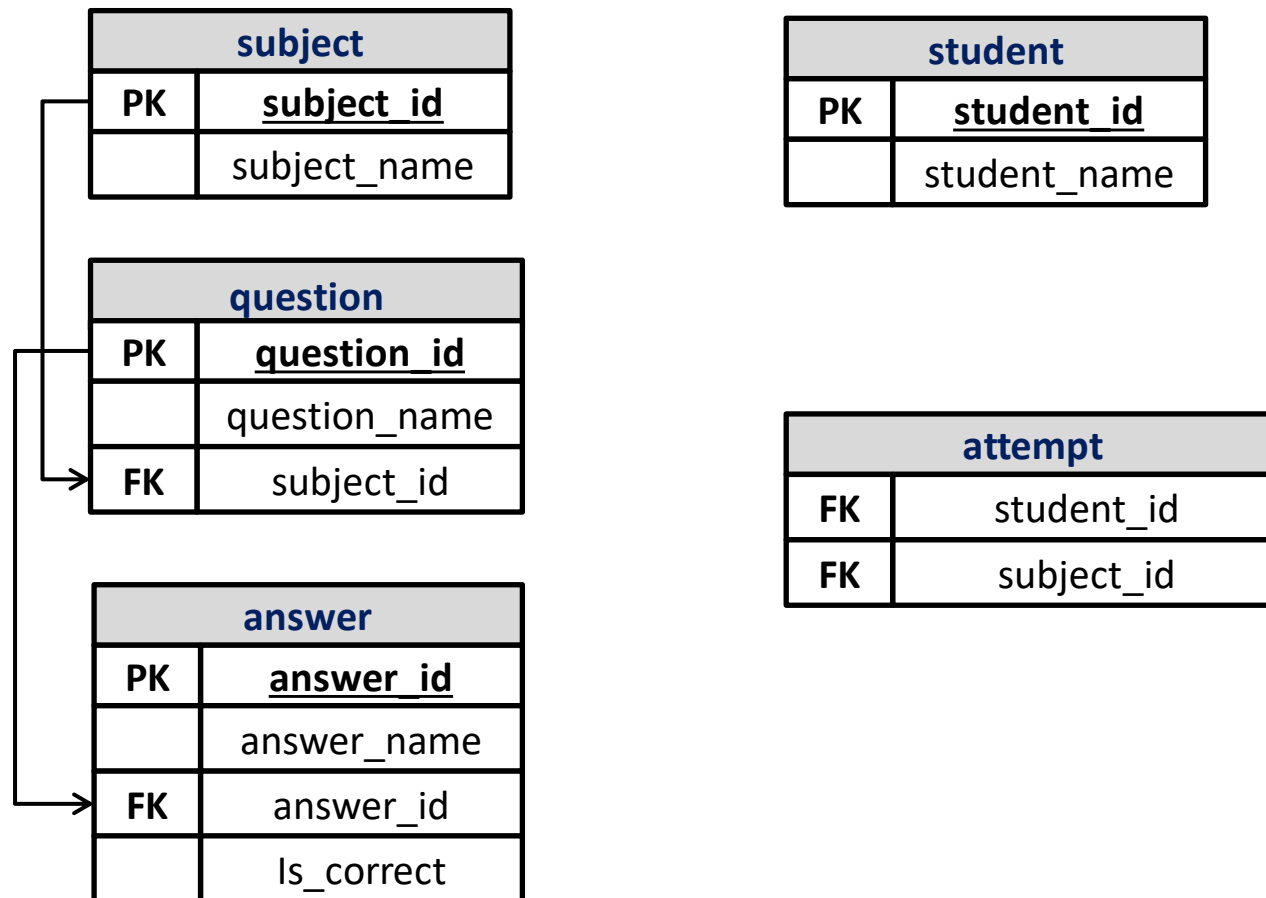 subject
PK subject_id
subject_name
question
PK question_id
question_name
FK subject_id
answer
PK answer_id
answer_name
FK answer_id
Is_correct
student
PK student_id
student_name
attempt
FK student_id
FK subject_id